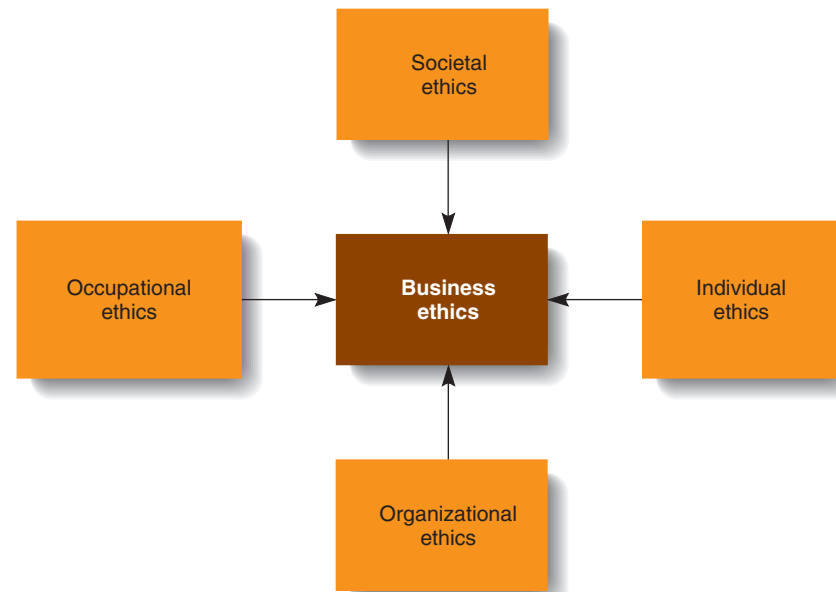 Societal
ethics
Occupational
ethics
Business
ethics
Individual
ethics
Organizational
ethics